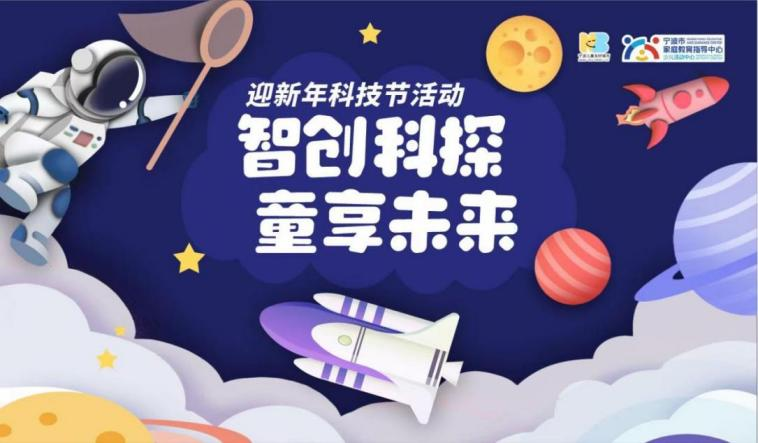 宁波市
家庭教育指导中心
迎新年科技节活动
智创科探
童享未来